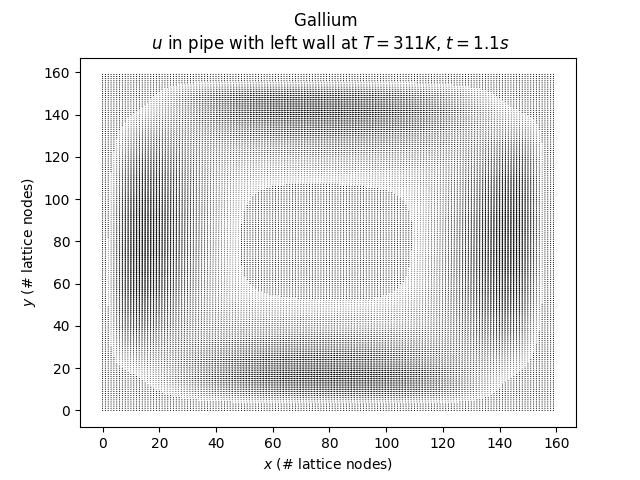 Gallium
u in pipe with left wall at T = 311K, t = 1.1s
160
140
120
100
80
60
40
20
0
y (# lattice nodes)
0 20 40 60 80 100 120 140 160
x (# lattice nodes)